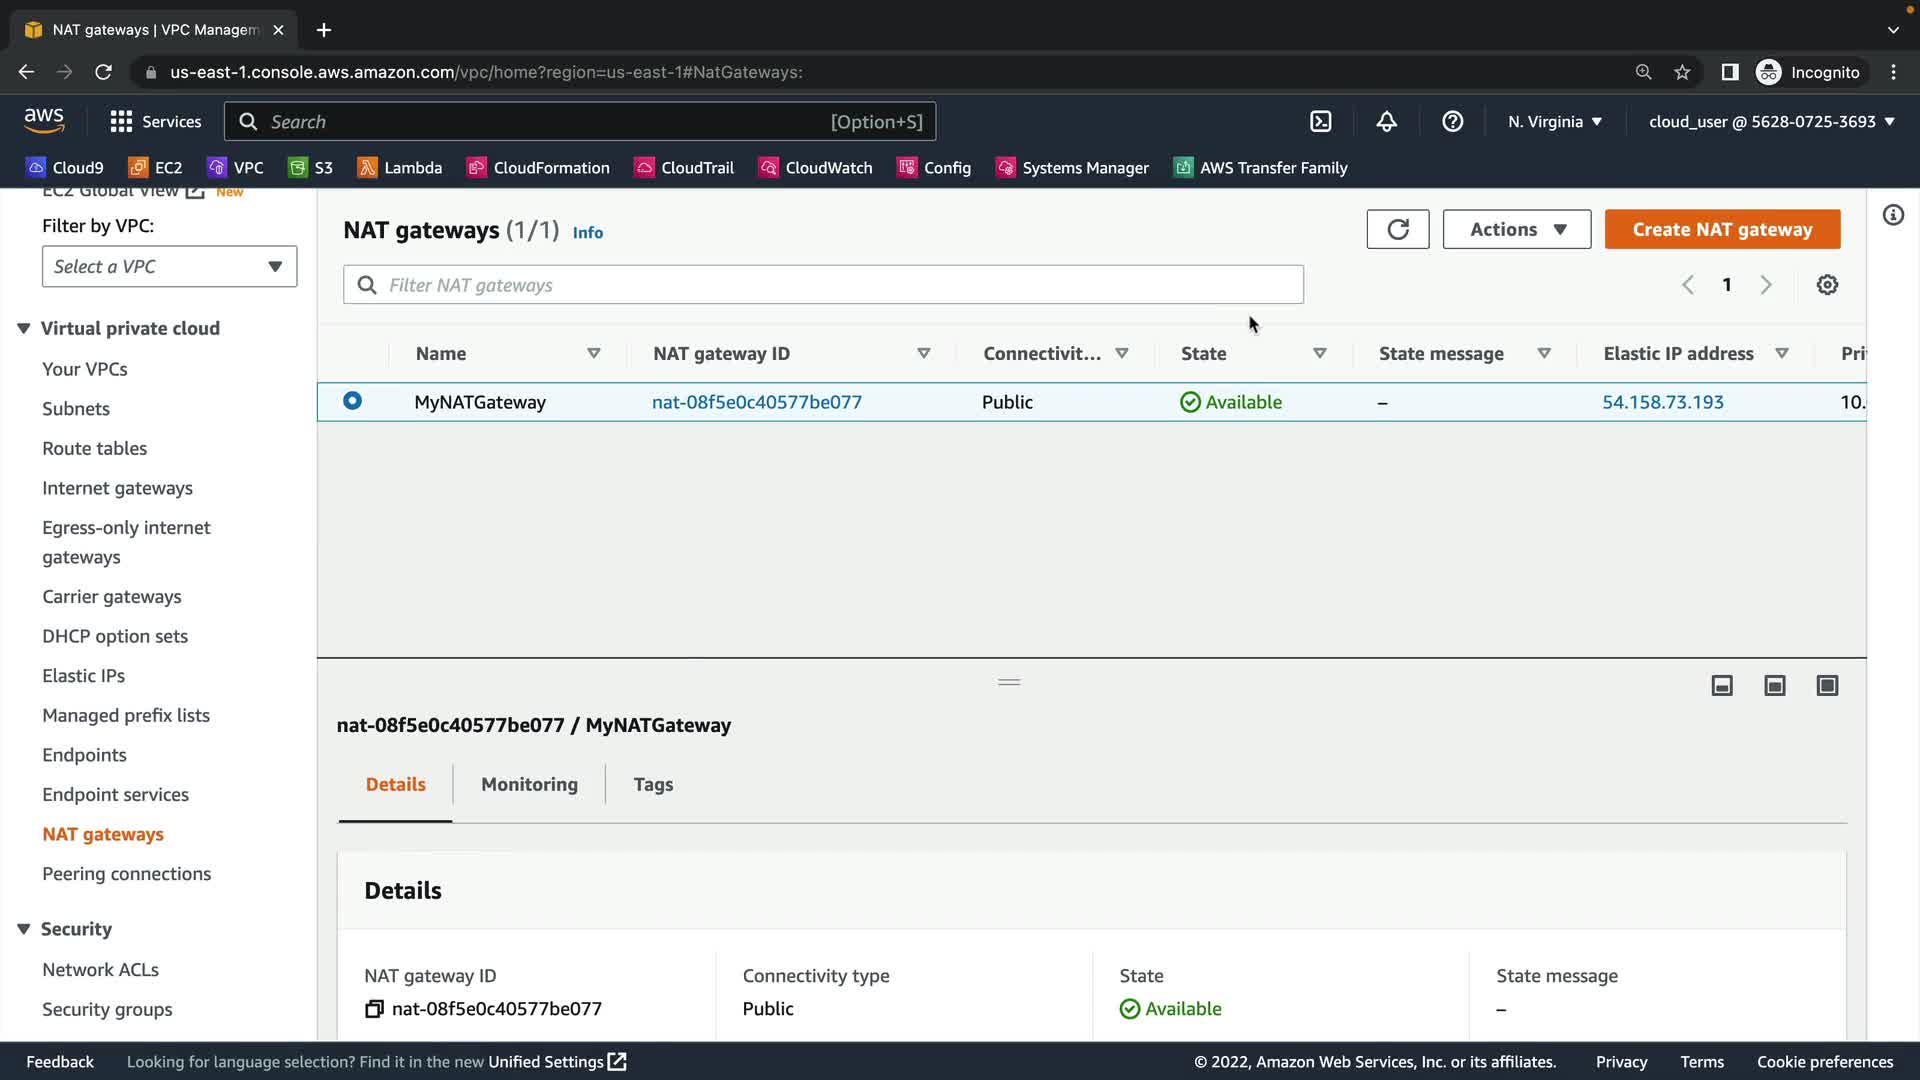 NAT gateways | VPC Managem
us-east-1.console.aws.amazon.com/vpc/home?region=us-east-1#NatGateways:
Incognito
aws
Services
Search
[Option+S]
N. Virginia
cloud_user @ 5628-0725-3693
Cloud9
EC2
VPC
S3
Lambda
CloudFormation
CloudTrail
CloudWatch
Config
Systems Manager
AWS Transfer Family
EC2 Global View
New
Filter by VPC:
Select a VPC
Virtual private cloud
Your VPCs
Subnets
Route tables
Internet gateways
Egress-only internet
gateways
Carrier gateways
DHCP option sets
Elastic IPs
Managed prefix lists
Endpoints
Endpoint services
NAT gateways
Peering connections
Security
Network ACLs
Security groups
NAT gateways (1/1) Info
Actions
Create NAT gateway
Filter NAT gateways
1
Name
NAT gateway ID
Connectivit...
State
State message
Elastic IP address
Pri
MyNATGateway
nat-08f5e0c40577be077
Public
Available
–
54.158.73.193
10.
nat-08f5e0c40577be077 / MyNATGateway
Details
Monitoring
Tags
Details
NAT gateway ID
nat-08f5e0c40577be077
Connectivity type
Public
State
Available
State message
–
Feedback
Looking for language selection? Find it in the new Unified Settings
© 2022, Amazon Web Services, Inc. or its affiliates.
Privacy
Terms
Cookie preferences